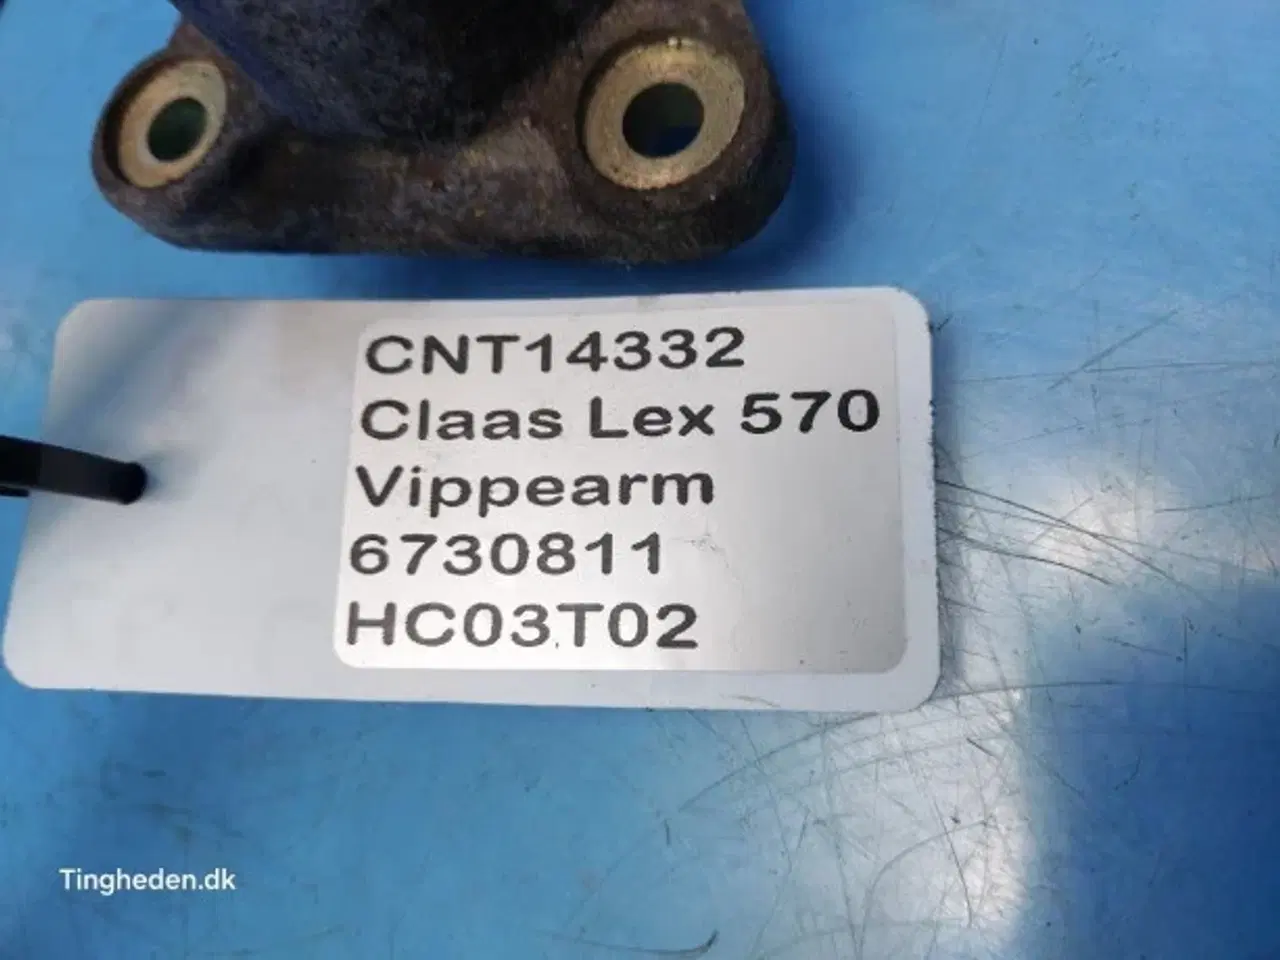 CNT14332
Claas Lex 570
Vippearm
6730811
HC03T02
Tingheden.dk